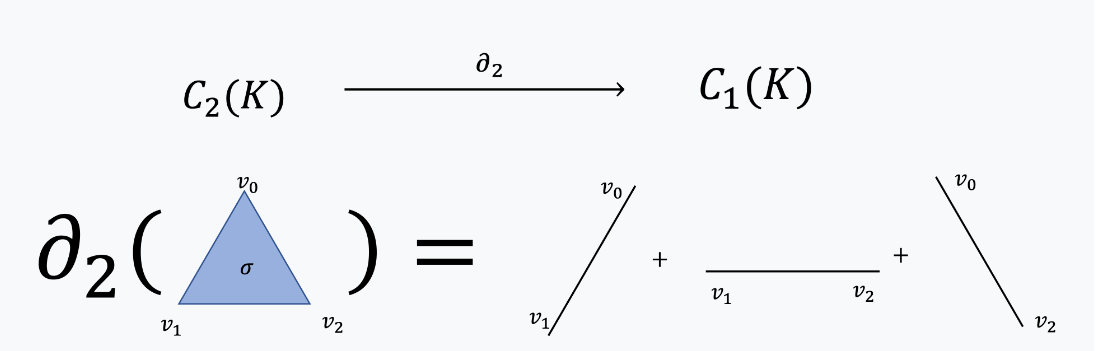 C₂(K) ∂₂ C₁(K)
∂₂( v₀ σ v₁ v₂ ) = v₀ v₁ + v₁ v₂ + v₀ v₂